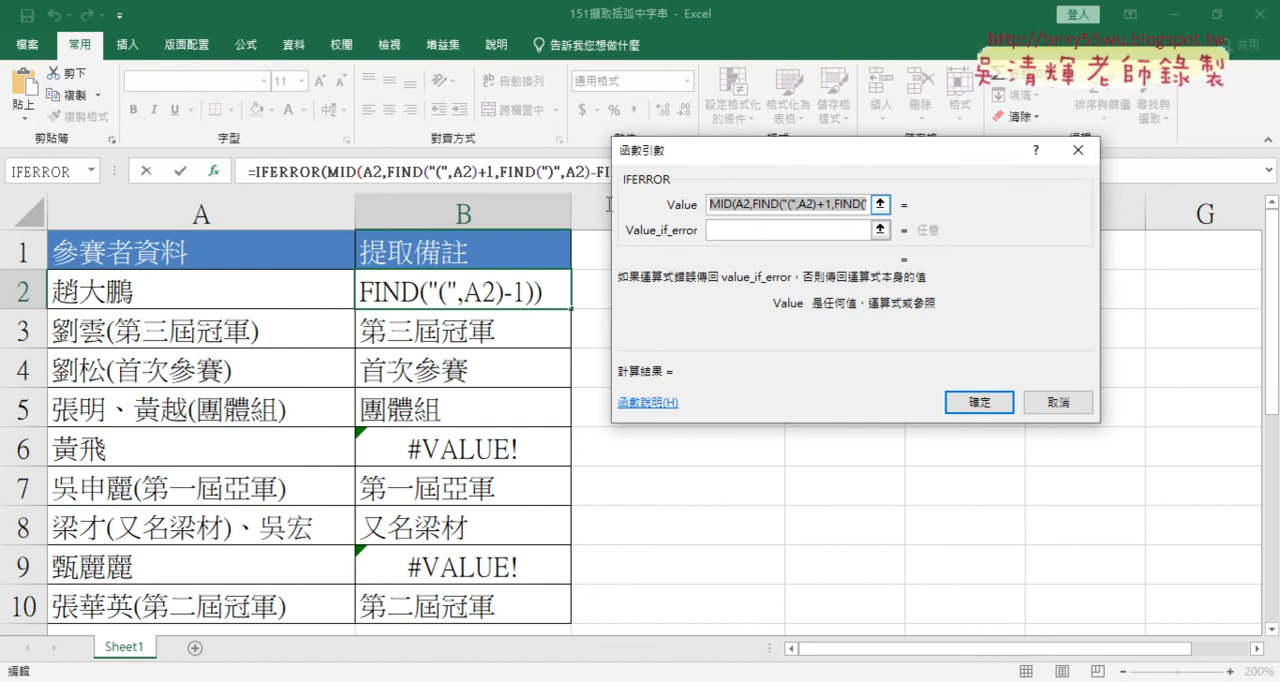 151擷取括弧中字串 - Excel
登入
檔案 常用 插入 版面配置 公式 資料 校閱 檢視 增益集 說明 告訴我您想做什麼 共用
http://terry55wu.blogspot.tw
吳清輝老師錄製
貼上 剪下 複製 複製格式
11 A A 自動換列 通用格式
B I U A 跨欄置中 $ % ,
設定格式化的條件 格式化為表格 儲存格樣式 插入 刪除 格式 填滿 清除 排序與篩選 尋找與選取
剪貼簿 字型 對齊方式
IFERROR =IFERROR(MID(A2,FIND("(",A2)+1,FIND(")",A2)-FI
A B G
1 參賽者資料 提取備註
2 趙大鵬 FIND("(",A2)-1))
3 劉雲(第三屆冠軍) 第三屆冠軍
4 劉松(首次參賽) 首次參賽
5 張明、黃越(團體組) 團體組
6 黃飛 #VALUE!
7 吳申麗(第一屆亞軍) 第一屆亞軍
8 梁才(又名梁材)、吳宏 又名梁材
9 甄麗麗 #VALUE!
10 張華英(第二屆冠軍) 第二屆冠軍
函數引數 ?
IFERROR
Value MID(A2,FIND("(",A2)+1,FIND(" =
Value_if_error = 任意
=
如果運算式錯誤傳回 value_if_error，否則傳回運算式本身的值
Value 是任何值、運算式或參照
計算結果 =
函數說明(H) 確定 取消
Sheet1
編輯 200%